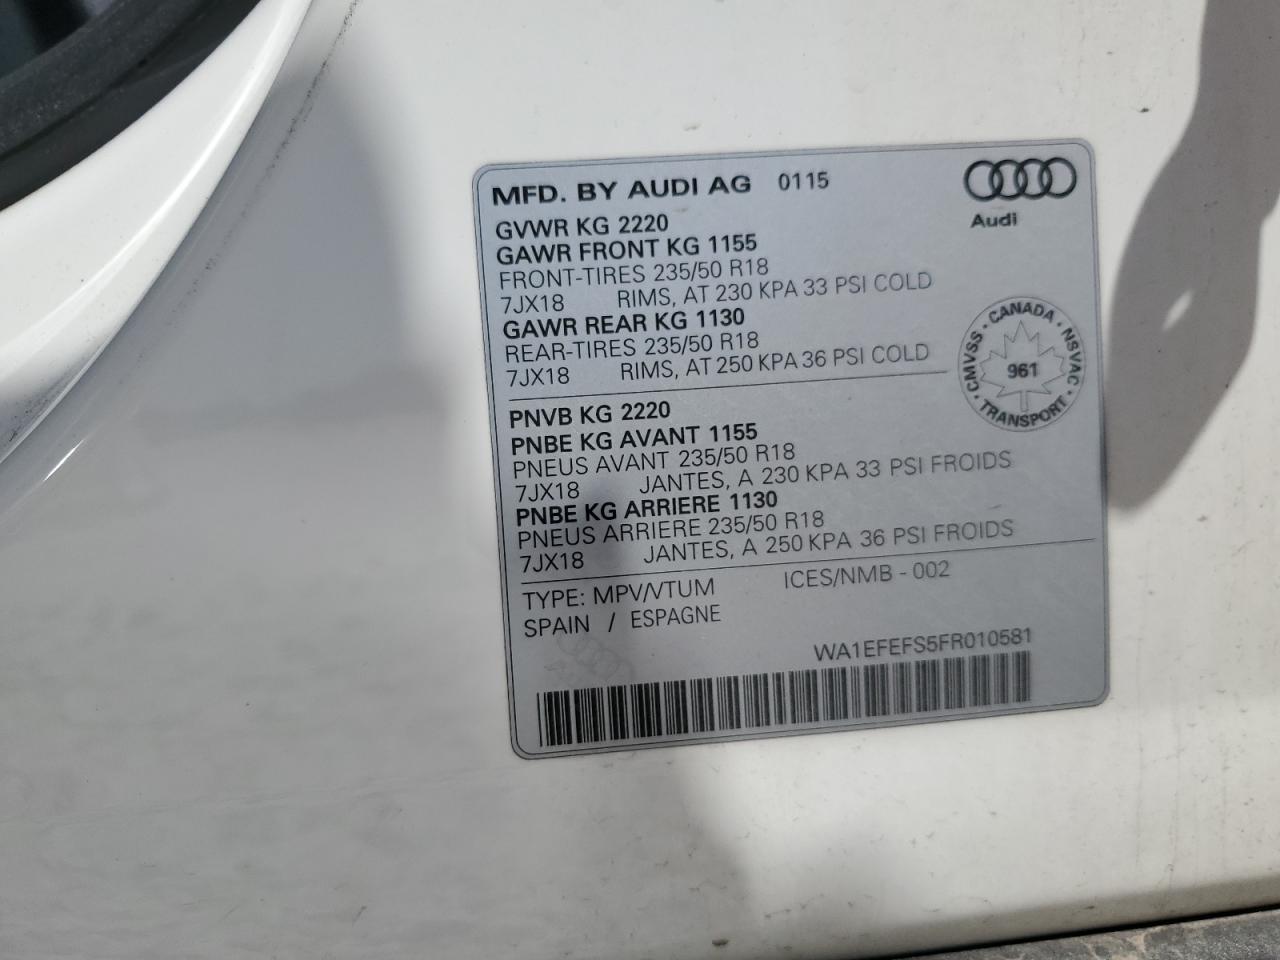 MFD. BY AUDI AG 0115
Audi
GVWR KG 2220
GAWR FRONT KG 1155
FRONT-TIRES 235/50 R18
7JX18 RIMS, AT 230 KPA 33 PSI COLD
GAWR REAR KG 1130
REAR-TIRES 235/50 R18
7JX18 RIMS, AT 250 KPA 36 PSI COLD
CMVSS · CANADA · NSVAC · TRANSPORT ·
961
PNVB KG 2220
PNBE KG AVANT 1155
PNEUS AVANT 235/50 R18
7JX18 JANTES, A 230 KPA 33 PSI FROIDS
PNBE KG ARRIERE 1130
PNEUS ARRIERE 235/50 R18
7JX18 JANTES, A 250 KPA 36 PSI FROIDS
TYPE: MPV/VTUM ICES/NMB - 002
SPAIN / ESPAGNE
WA1EFEFS5FR010581